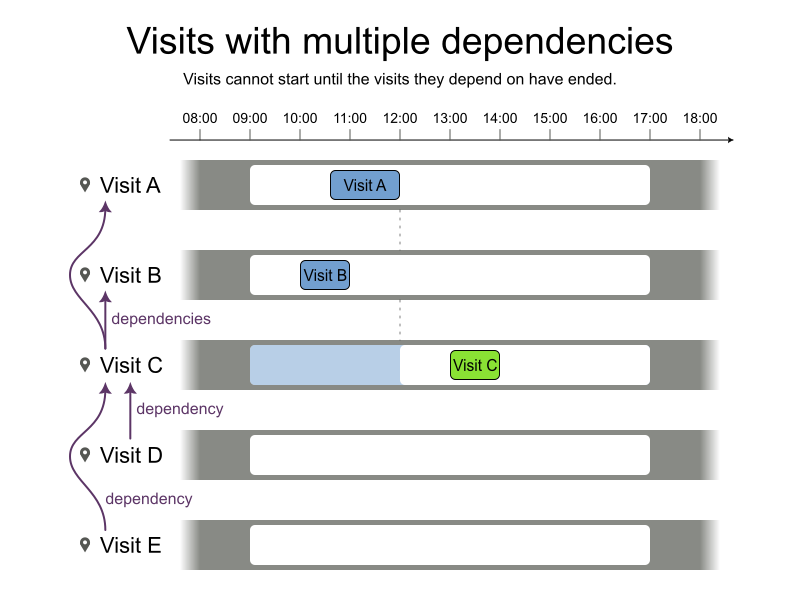 Visits with multiple dependencies
Visits cannot start until the visits they depend on have ended.
08:00 09:00 10:00 11:00 12:00 13:00 14:00 15:00 16:00 17:00 18:00
Visit A Visit A
Visit B Visit B
dependencies
Visit C Visit C
dependency
Visit D
dependency
Visit E